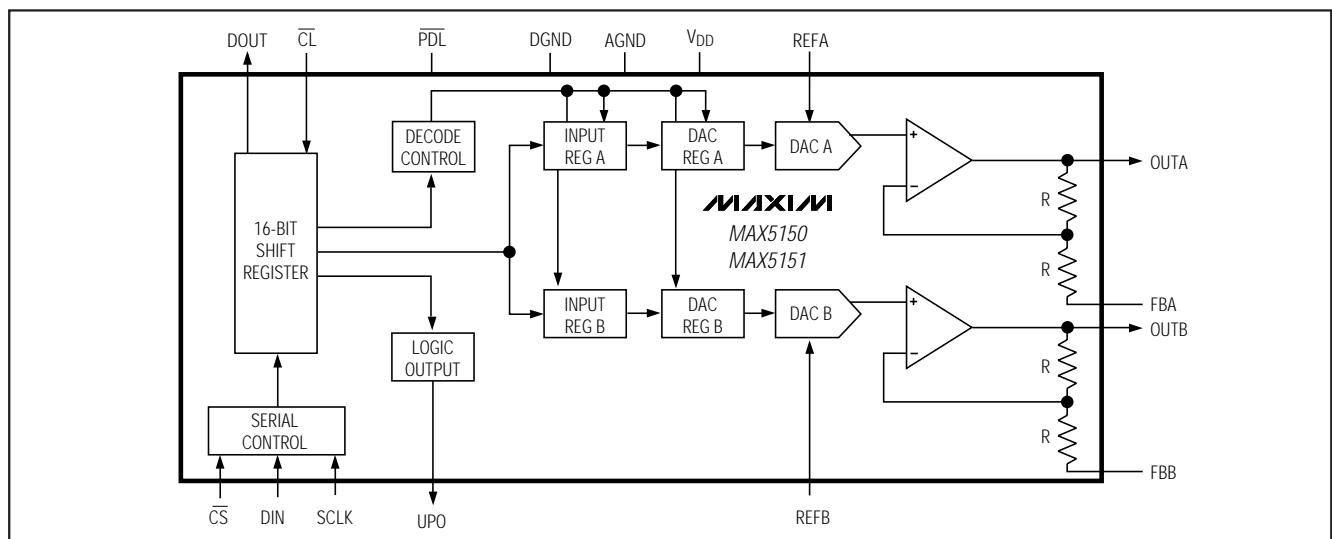 DOUT
CL
PDL
DGND
AGND
VDD
REFA
DECODE
CONTROL
INPUT
REG A
DAC
REG A
DAC A
+
−
OUTA
R
R
FBA
16-BIT
SHIFT
REGISTER
MAXIM
MAX5150
MAX5151
INPUT
REG B
DAC
REG B
DAC B
+
−
OUTB
R
R
FBB
LOGIC
OUTPUT
SERIAL
CONTROL
CS
DIN
SCLK
UPO
REFB